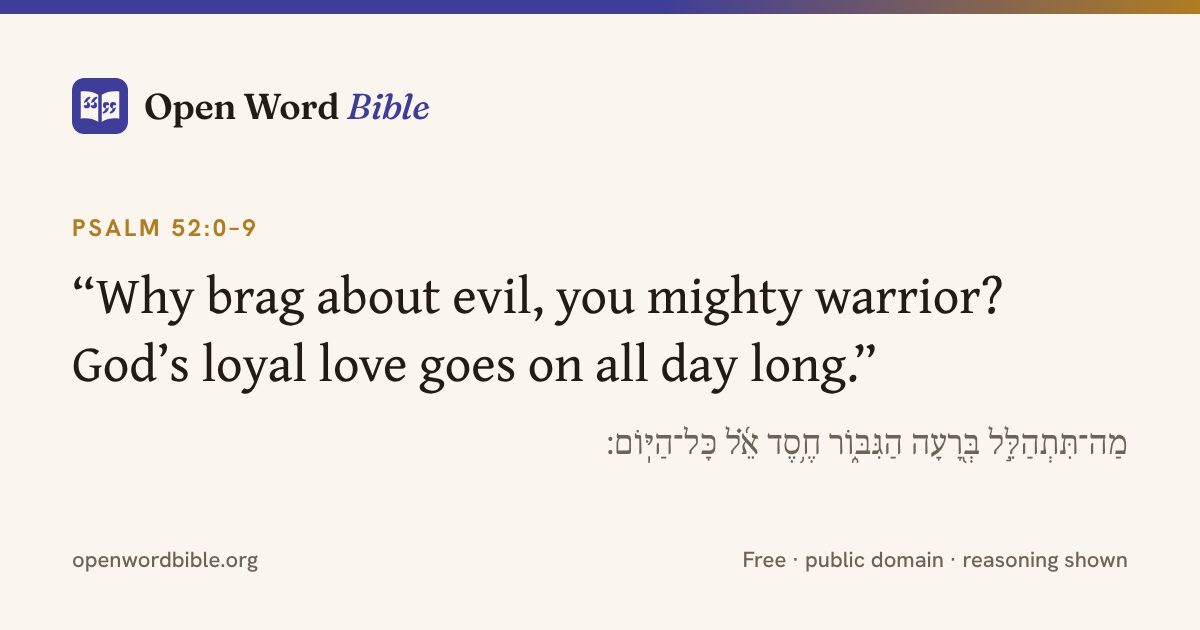 Open Word Bible
PSALM 52:0–9
“Why brag about evil, you mighty warrior?
God’s loyal love goes on all day long.”
מַה־תִּתְהַלֵּ֣ל בְּ֭רָעָה הַגִּבּ֑וֹר חֶ֥סֶד אֵ֝֗ל כׇּל־הַיּֽוֹם׃
openwordbible.org
Free · public domain · reasoning shown